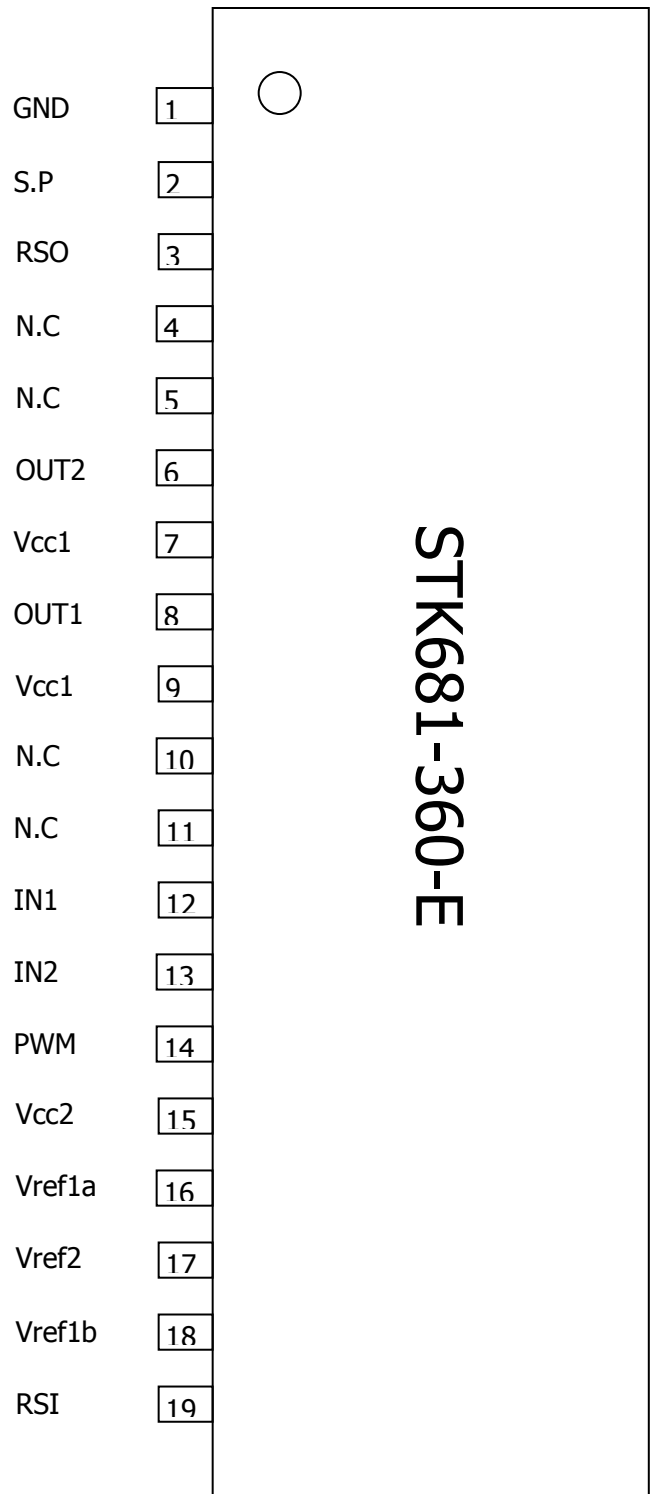 GND 1
S.P 2
RSO 3
N.C 4
N.C 5
OUT2 6
Vcc1 7
OUT1 8
Vcc1 9
N.C 10
N.C 11
IN1 12
IN2 13
PWM 14
Vcc2 15
Vref1a 16
Vref2 17
Vref1b 18
RSI 19
STK681-360-E